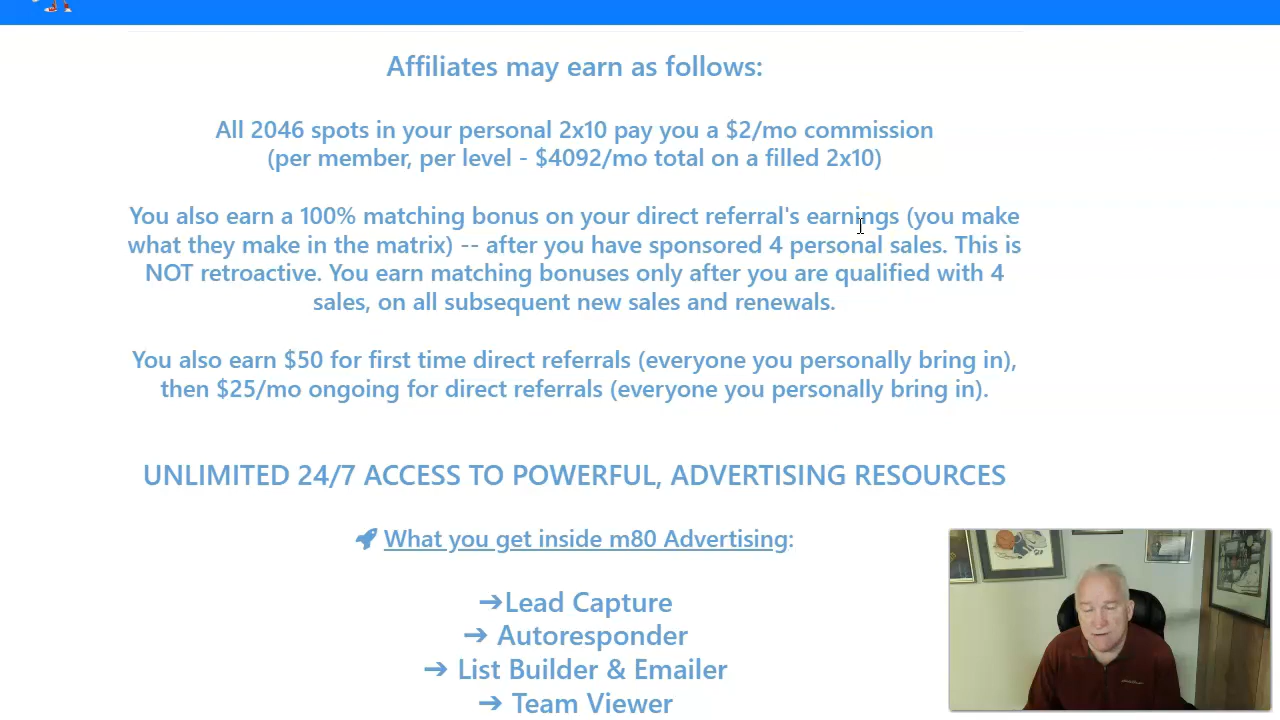 Affiliates may earn as follows:
All 2046 spots in your personal 2x10 pay you a $2/mo commission
(per member, per level - $4092/mo total on a filled 2x10)
You also earn a 100% matching bonus on your direct referral's earnings (you make
what they make in the matrix) -- after you have sponsored 4 personal sales. This is
NOT retroactive. You earn matching bonuses only after you are qualified with 4
sales, on all subsequent new sales and renewals.
You also earn $50 for first time direct referrals (everyone you personally bring in),
then $25/mo ongoing for direct referrals (everyone you personally bring in).
UNLIMITED 24/7 ACCESS TO POWERFUL, ADVERTISING RESOURCES
What you get inside m80 Advertising:
➔Lead Capture
➔ Autoresponder
➔ List Builder & Emailer
➔ Team Viewer